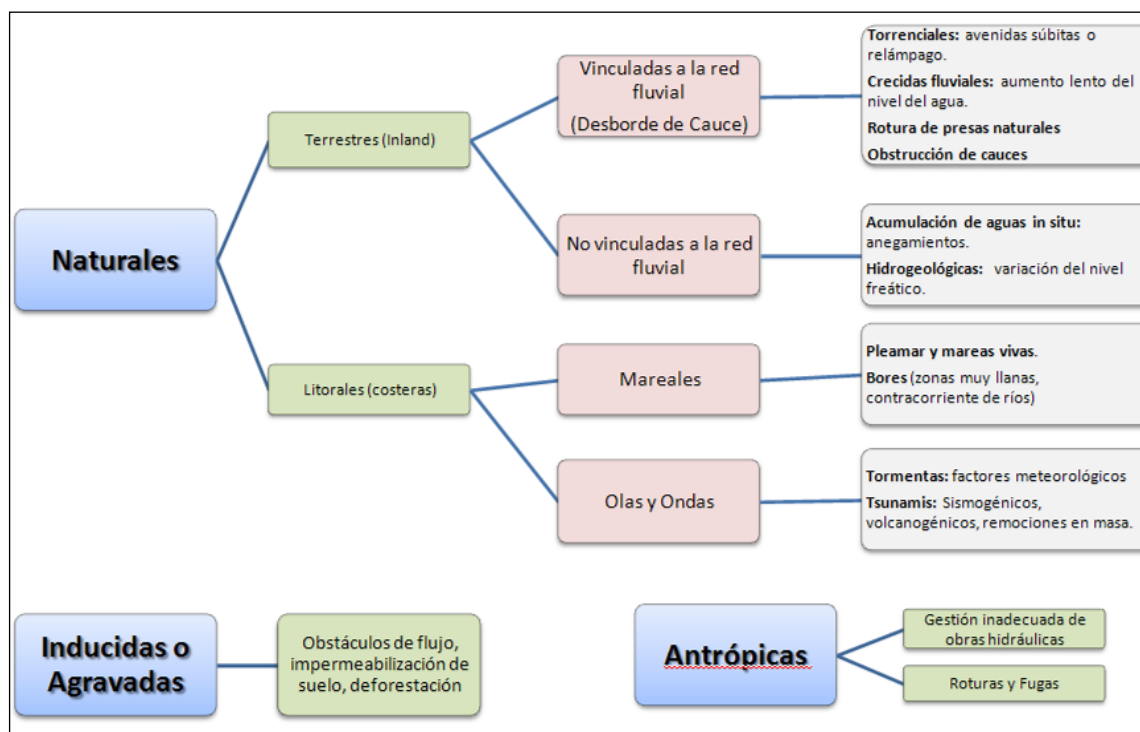 Naturales
Terrestres (Inland)
Vinculadas a la red
fluvial
(Desborde de Cauce)
Torrenciales: avenidas súbitas o
relámpago.
Crecidas fluviales: aumento lento del
nivel del agua.
Rotura de presas naturales
Obstrucción de cauces
No vinculadas a la red
fluvial
Acumulación de aguas in situ:
anegamientos.
Hidrogeológicas: variación del nivel
freático.
Litorales (costeras)
Mareales
Pleamar y mareas vivas.
Bores (zonas muy llanas,
contracorriente de ríos)
Olas y Ondas
Tormentas: factores meteorológicos
Tsunamis: Sismogénicos,
volcanogénicos, remociones en masa.
Inducidas o
Agravadas
Obstáculos de flujo,
impermeabilización de
suelo, deforestación
Antrópicas
Gestión inadecuada de
obras hidráulicas
Roturas y Fugas